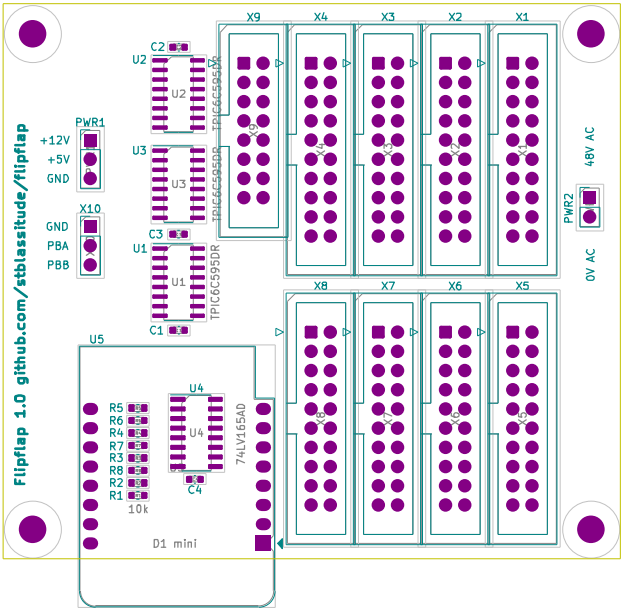 X9
X4
X3
X2
X1
C2
U2
U2
TPIC6C595DR
PWR1
+12V
+5V
GND
U3
U3
TPIC6C595DR
X9
X4
X3
X2
X1
48V AC
PWR2
0V AC
X10
GND
PBA
PBB
C3
U1
U1
TPIC6C595DR
C1
X8
X7
X6
X5
U5
U4
U4
74LV165AD
R5
R6
R4
R7
R3
R8
R2
R1
10k
C4
X8
X7
X6
X5
D1 mini
Flipflap 1.0 github.com/stblassitude/flipflap